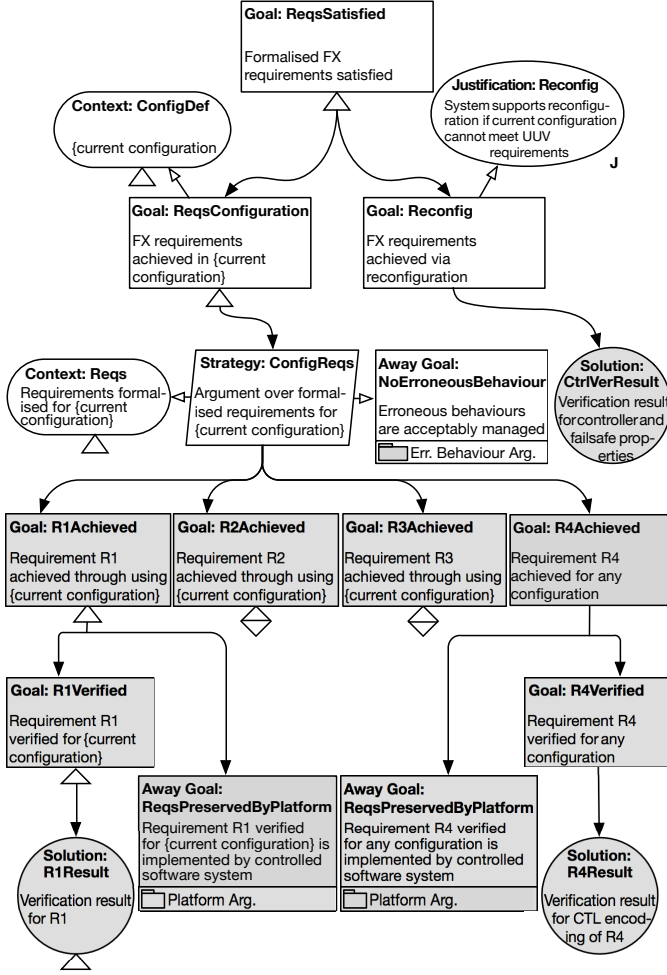 Goal: ReqsSatisfied
Formalised FX
requirements satisfied
Context: ConfigDef
{current configuration
Justification: Reconfig
System supports reconfigu-
ration if current configuration
cannot meet UUV
requirements
J
Goal: ReqsConfiguration
FX requirements
achieved in {current
configuration}
Goal: Reconfig
FX requirements
achieved via
reconfiguration
Context: Reqs
Requirements formal-
ised for {current
configuration}
Strategy: ConfigReqs
Argument over formal-
ised requirements for
{current configuration}
Away Goal:
NoErroneousBehaviour
Erroneous behaviours
are acceptably managed
Err. Behaviour Arg.
Solution:
CtrlVerResult
Verification result
for controller and
failsafe prop-
erties
Goal: R1Achieved
Requirement R1
achieved through using
{current configuration}
Goal: R2Achieved
Requirement R2
achieved through using
{current configuration}
Goal: R3Achieved
Requirement R3
achieved through using
{current configuration}
Goal: R4Achieved
Requirement R4
achieved for any
configuration
Goal: R1Verified
Requirement R1
verified for {current
configuration}
Goal: R4Verified
Requirement R4
verified for any
configuration
Away Goal:
ReqsPreservedByPlatform
Requirement R1 verified
for {current configuration} is
implemented by controlled
software system
Platform Arg.
Away Goal:
ReqsPreservedByPlatform
Requirement R4 verified
for any configuration is
implemented by controlled
software system
Platform Arg.
Solution:
R1Result
Verification result
for R1
Solution:
R4Result
Verification result
for CTL encod-
ing of R4